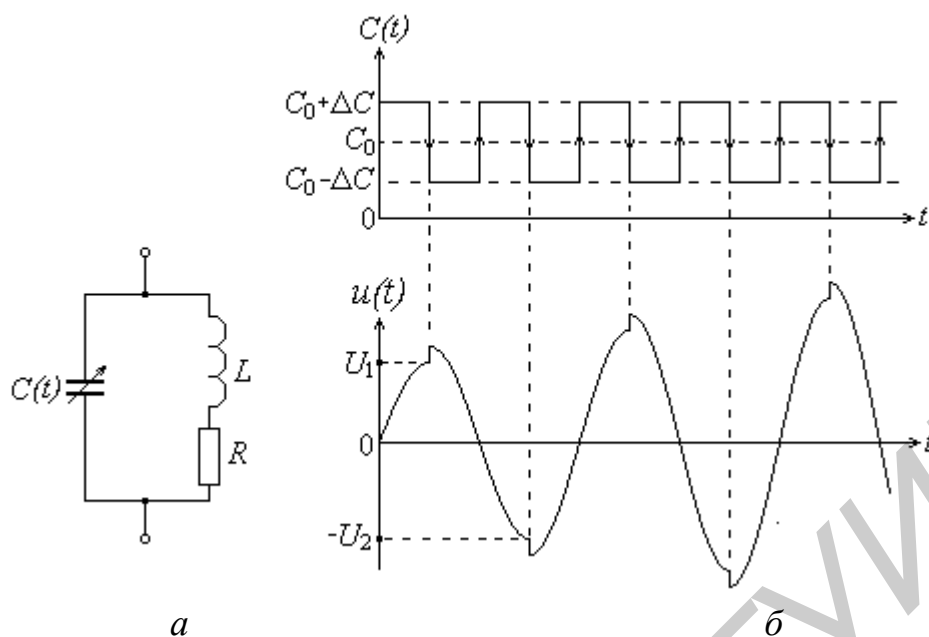 C(t)
C₀+ΔC
C₀
C₀-ΔC
0
t
u(t)
U₁
0
t
-U₂
C(t)
L
R
а
б